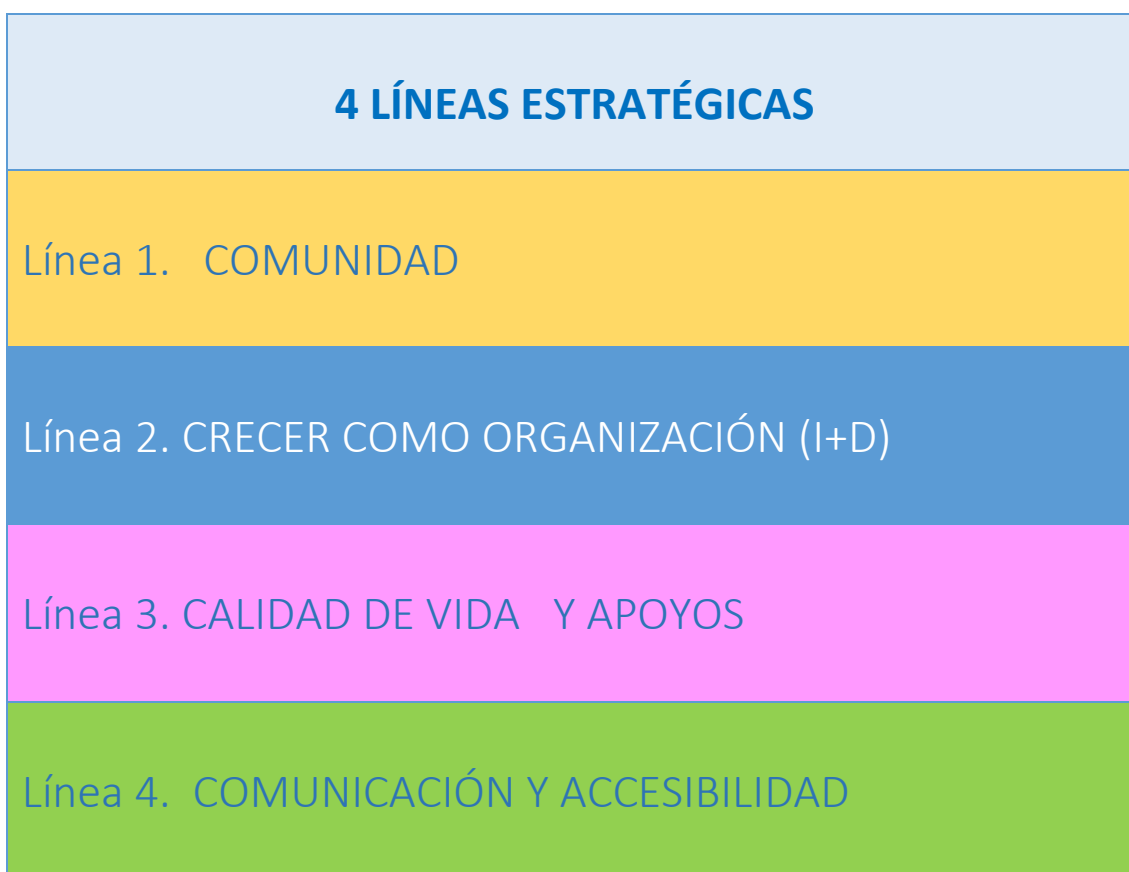 4 LÍNEAS ESTRATÉGICAS
Línea 1. COMUNIDAD
Línea 2. CRECER COMO ORGANIZACIÓN (I+D)
Línea 3. CALIDAD DE VIDA Y APOYOS
Línea 4. COMUNICACIÓN Y ACCESIBILIDAD